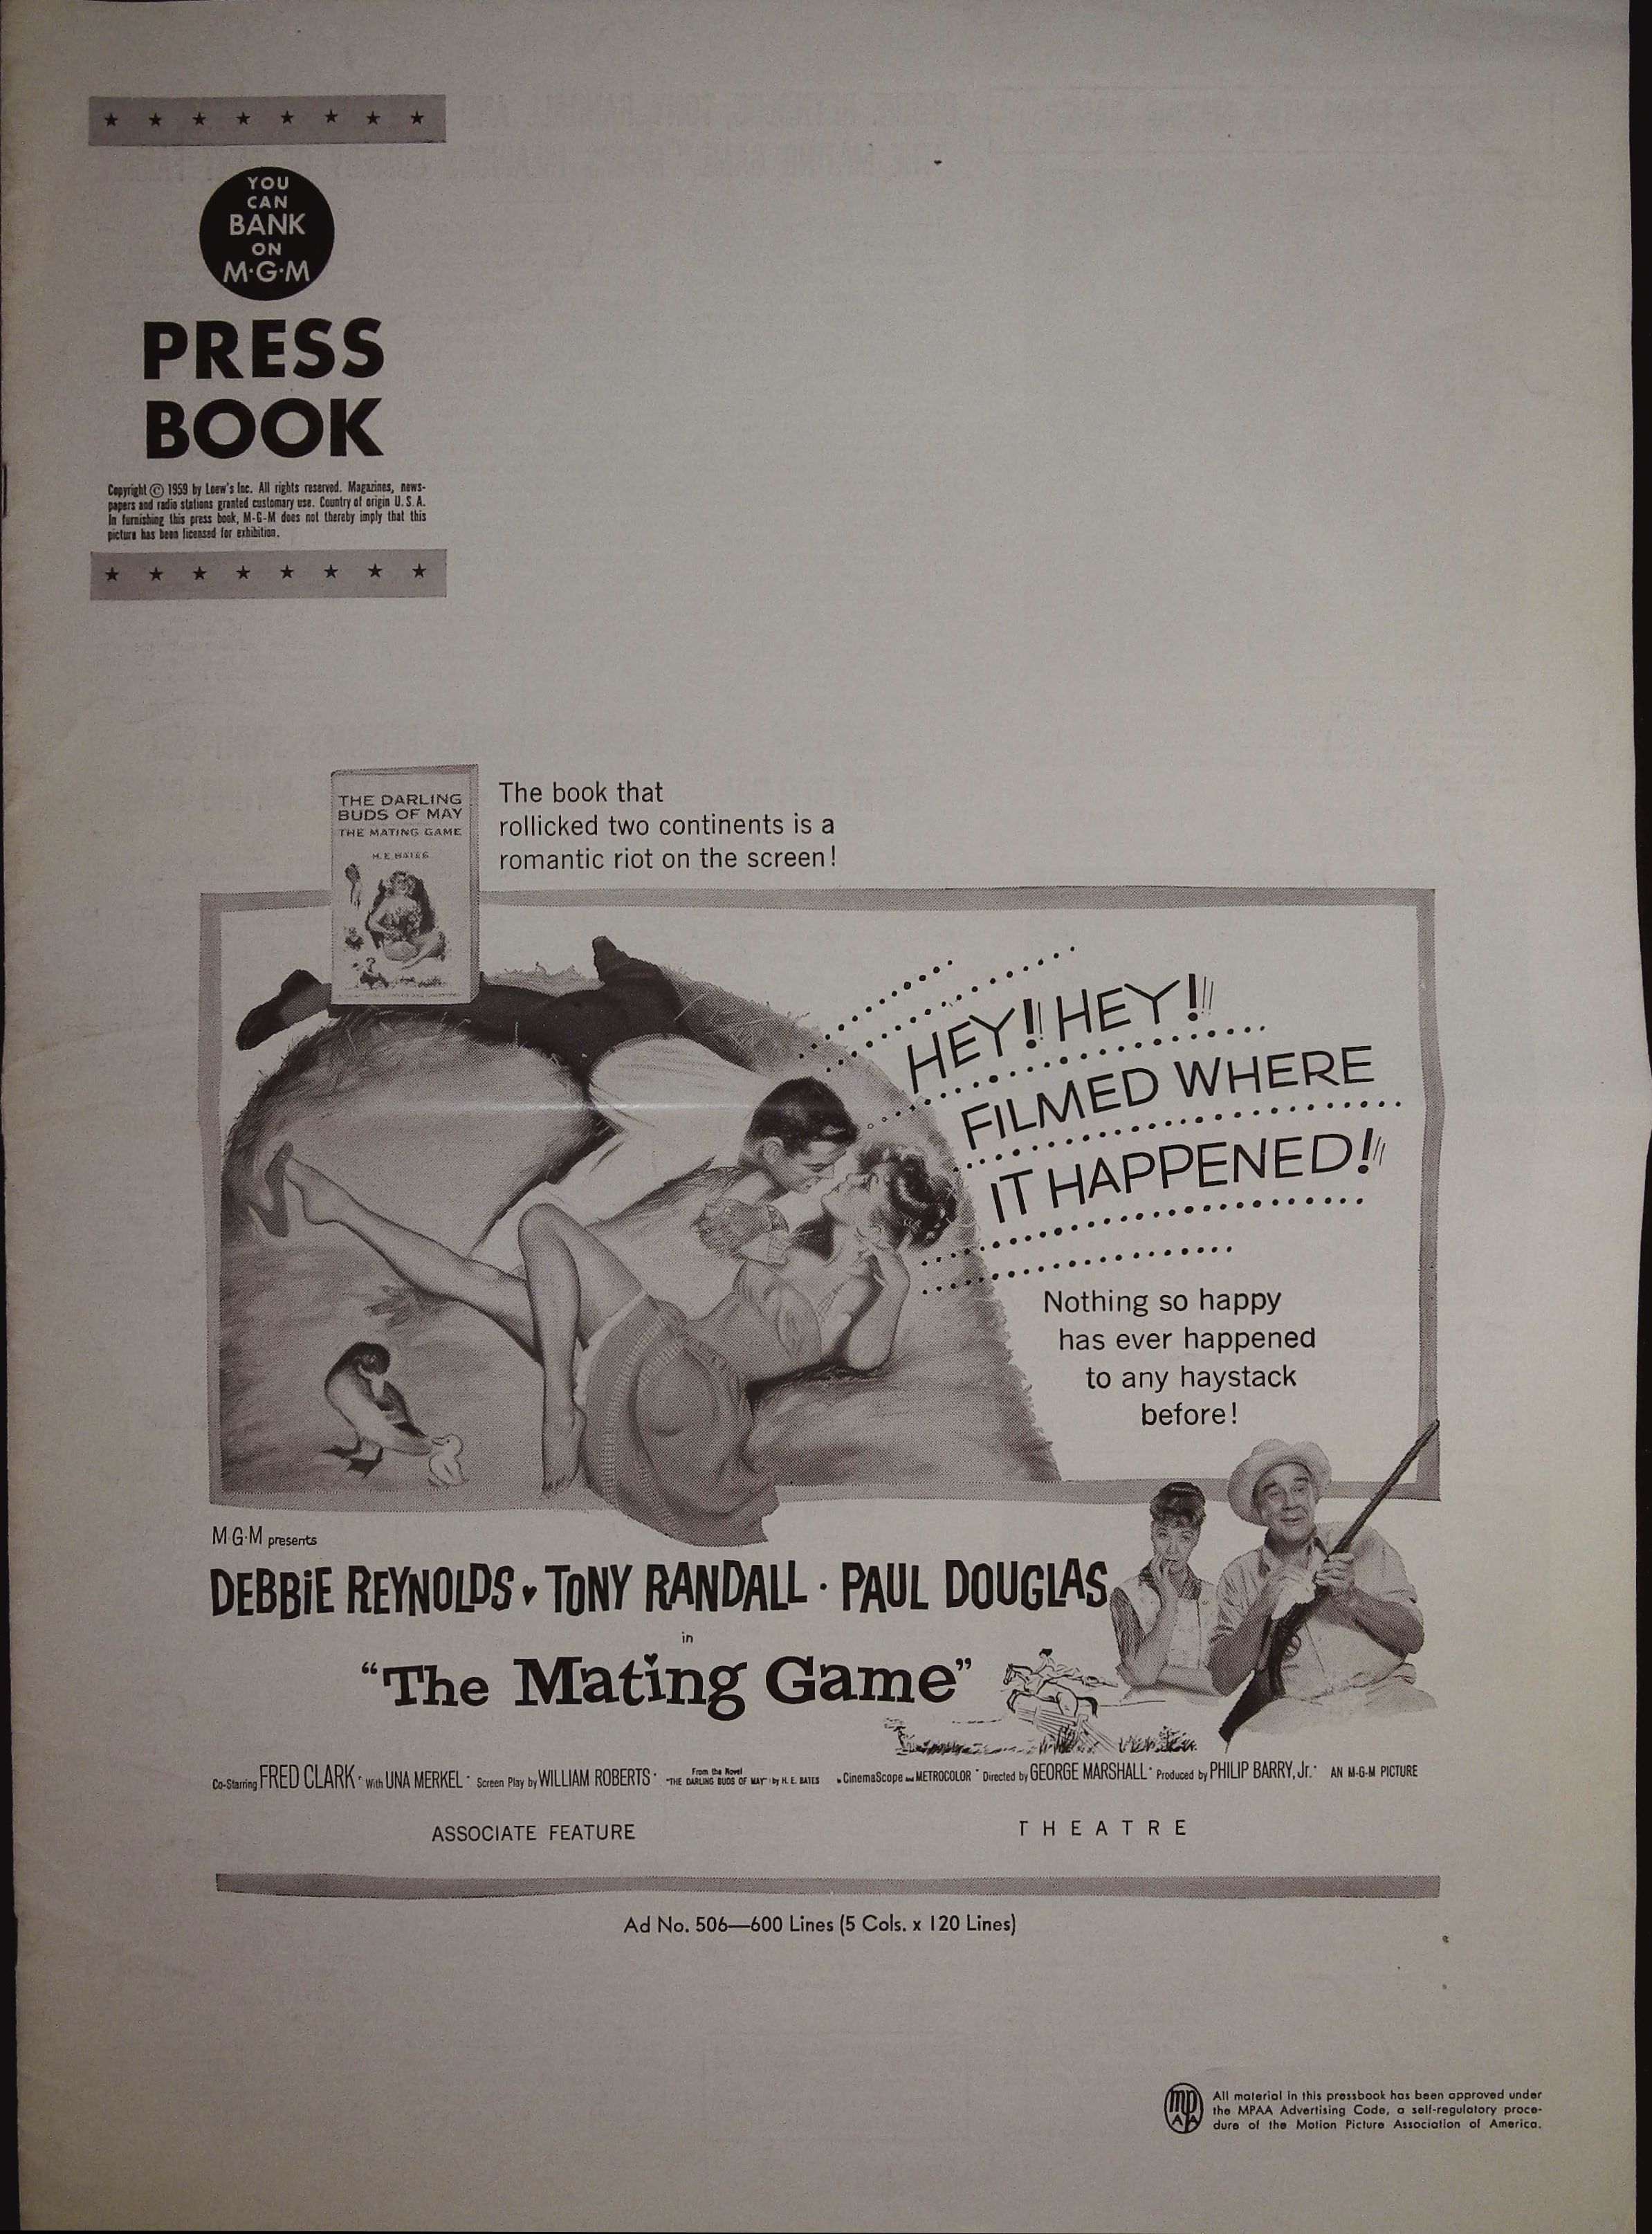 ★ ★ ★ ★ ★ ★ ★ ★
YOU
CAN
BANK
ON
M·G·M
PRESS
BOOK
Copyright © 1959 by Loew's Inc. All rights reserved. Magazines, news-
papers and radio stations granted customary use. Country of origin U.S.A.
In furnishing this press book, M-G-M does not thereby imply that this
picture has been licensed for exhibition.
★ ★ ★ ★ ★ ★ ★ ★
THE DARLING
BUDS OF MAY
THE MATING GAME
H. E. BATES
The book that
rollicked two continents is a
romantic riot on the screen!
HEY! HEY!
FILMED WHERE
IT HAPPENED!
Nothing so happy
has ever happened
to any haystack
before!
M·G·M presents
DEBBiE REYNOLDS ♥ TONY RANDALL · PAUL DOUGLAS
in
"The Mating Game"
Co-Starring FRED CLARK · With UNA MERKEL · Screen Play by WILLIAM ROBERTS · From the Novel "THE DARLING BUDS OF MAY" by H. E. BATES · In CinemaScope and METROCOLOR · Directed by GEORGE MARSHALL · Produced by PHILIP BARRY, Jr. · AN M-G-M PICTURE
ASSOCIATE FEATURE THEATRE
Ad No. 506—600 Lines (5 Cols. x 120 Lines)
MPAA
All material in this pressbook has been approved under
the MPAA Advertising Code, a self-regulatory proce-
dure of the Motion Picture Association of America.